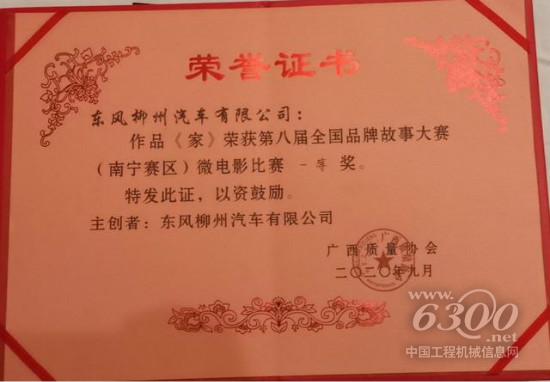 荣誉证书
东风柳州汽车有限公司：
作品《家》荣获第八届全国品牌故事大赛
（南宁赛区）微电影比赛 一等 奖。
特发此证，以资鼓励。
主创者：东风柳州汽车有限公司
广西质量协会
二〇二〇年九月
www.6300.net
中国工程机械信息网